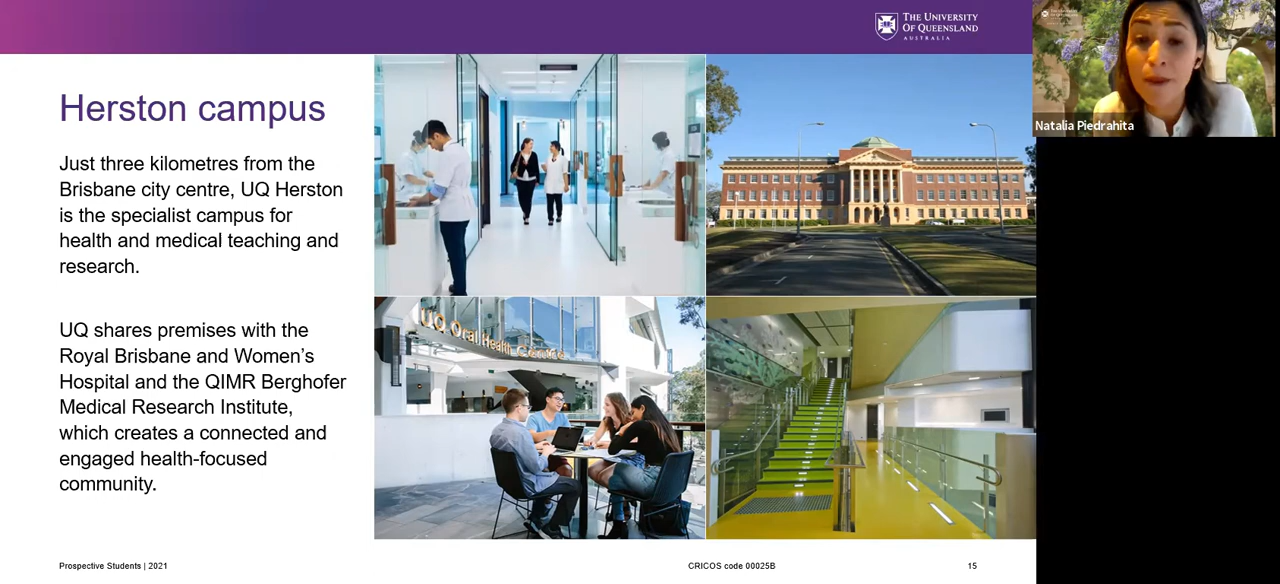 THE UNIVERSITY
OF QUEENSLAND
AUSTRALIA
Natalia Piedrahita
Herston campus
Just three kilometres from the
Brisbane city centre, UQ Herston
is the specialist campus for
health and medical teaching and
research.
UQ shares premises with the
Royal Brisbane and Women's
Hospital and the QIMR Berghofer
Medical Research Institute,
which creates a connected and
engaged health-focused
community.
UQ Oral Health Centre
Prospective Students | 2021
CRICOS code 00025B
15